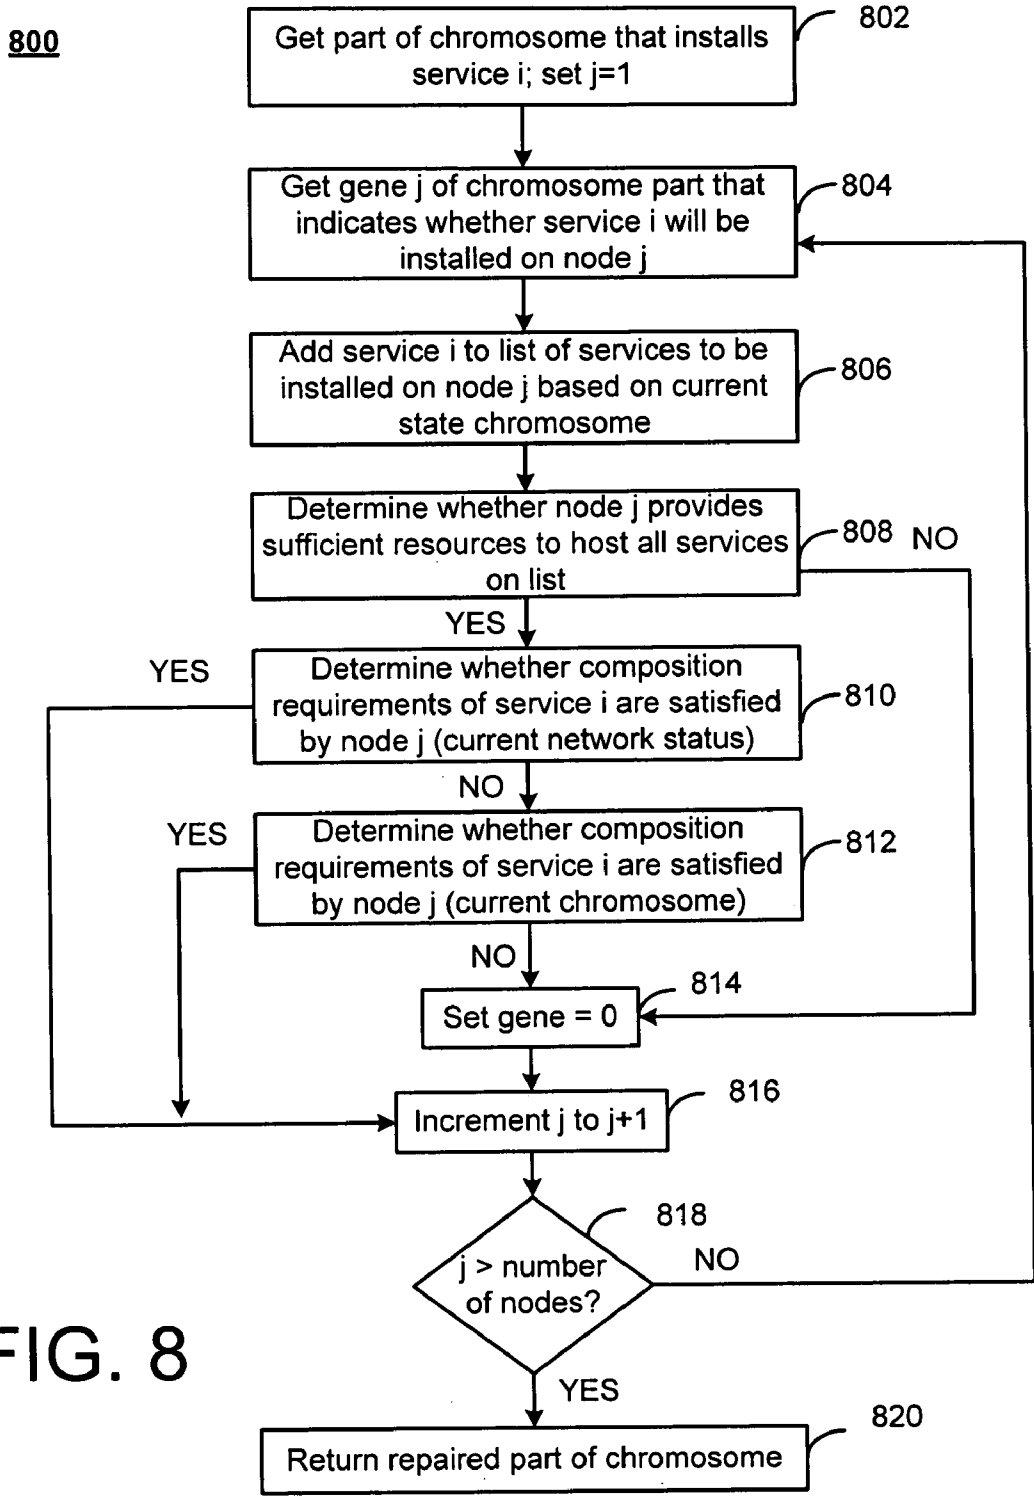 800
Get part of chromosome that installs
service i; set j=1
802
Get gene j of chromosome part that
indicates whether service i will be
installed on node j
804
Add service i to list of services to be
installed on node j based on current
state chromosome
806
Determine whether node j provides
sufficient resources to host all services
on list
808
NO
YES
YES
Determine whether composition
requirements of service i are satisfied
by node j (current network status)
810
NO
YES
Determine whether composition
requirements of service i are satisfied
by node j (current chromosome)
812
NO
Set gene = 0
814
Increment j to j+1
816
j > number
of nodes?
818
NO
YES
FIG. 8
Return repaired part of chromosome
820